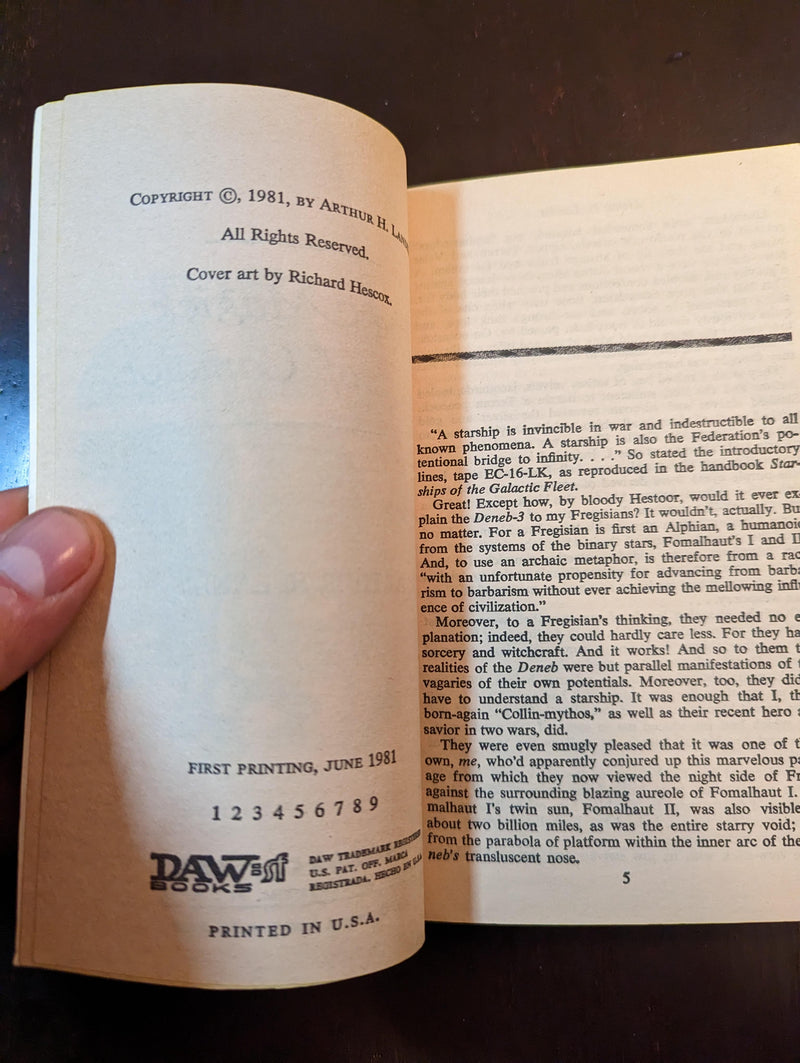 COPYRIGHT ©, 1981, BY ARTHUR H.
All Rights Reserved.
Cover art by Richard Hescox.
FIRST PRINTING, JUNE 1981
1 2 3 4 5 6 7 8 9
DAW sf
BOOKS
DAW TRADEMARK REGISTERED
U.S. PAT. OFF. MARCA
REGISTRADA. HECHO EN U.S.A.
PRINTED IN U.S.A.
“A starship is invincible in war and indestructible to all
known phenomena. A starship is also the Federation’s po-
tentional bridge to infinity. . . .” So stated the introductory
lines, tape EC-16-LK, as reproduced in the handbook Star-
ships of the Galactic Fleet.
Great! Except how, by bloody Hestoor, would it ever ex-
plain the Deneb-3 to my Fregisians? It wouldn’t, actually. But
no matter. For a Fregisian is first an Alphian, a humanoid
from the systems of the binary stars, Fomalhaut’s I and II.
And, to use an archaic metaphor, is therefore from a race
“with an unfortunate propensity for advancing from barba-
rism to barbarism without ever achieving the mellowing influ-
ence of civilization.”
Moreover, to a Fregisian’s thinking, they needed no
planation; indeed, they could hardly care less. For they
sorcery and witchcraft. And it works! And so to them
realities of the Deneb were but parallel manifestations of
vagaries of their own potentials. Moreover, too, they
have to understand a starship. It was enough that I,
born-again “Collin-mythos,” as well as their recent hero
savior in two wars, did.
They were even smugly pleased that it was one of
own, me, who’d apparently conjured up this marvelous
age from which they now viewed the night side of
against the surrounding blazing aureole of Fomalhaut I.
malhaut I’s twin sun, Fomalhaut II, was also visible
about two billion miles, as was the entire starry void;
from the parabola of platform within the inner arc of the
neb’s transluscent nose.
5